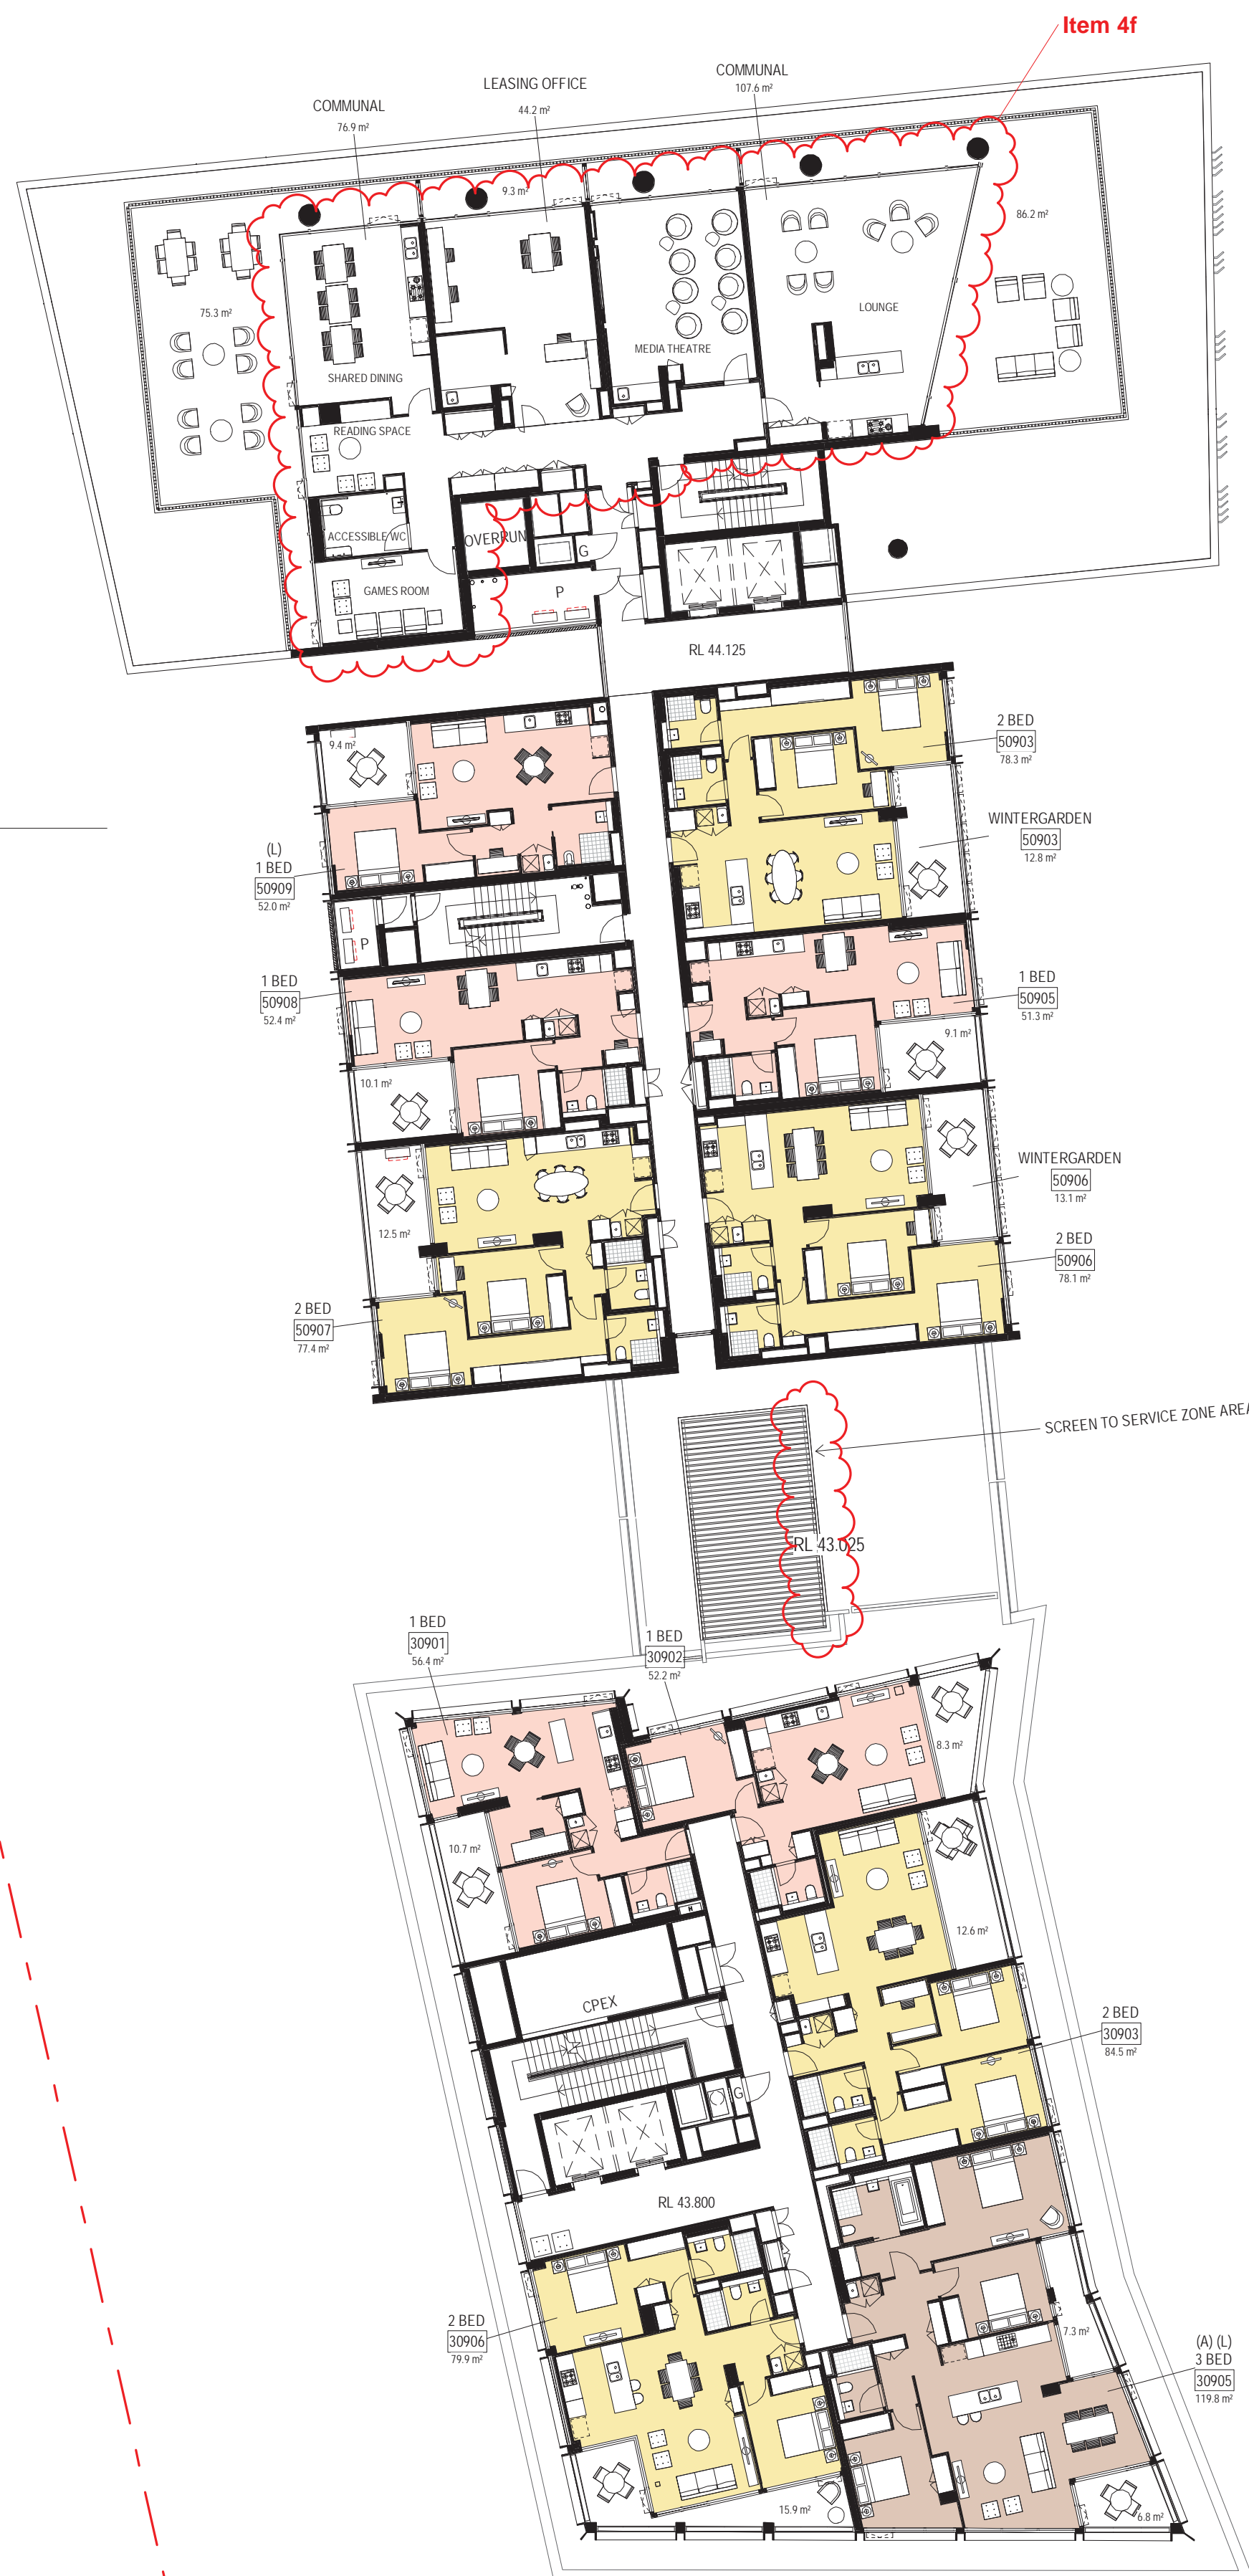 Item 4f
COMMUNAL
107.6 m²
LEASING OFFICE
44.2 m²
COMMUNAL
76.9 m²
9.3 m²
86.2 m²
75.3 m²
LOUNGE
MEDIA THEATRE
SHARED DINING
READING SPACE
ACCESSIBLE WC
OVERRUN
G
GAMES ROOM
P
RL 44.125
9.4 m²
2 BED
50903
78.3 m²
WINTERGARDEN
50903
12.8 m²
(L)
1 BED
50909
52.0 m²
P
1 BED
50908
52.4 m²
1 BED
50905
51.3 m²
9.1 m²
10.1 m²
WINTERGARDEN
50906
13.1 m²
12.5 m²
2 BED
50906
78.1 m²
2 BED
50907
77.4 m²
SCREEN TO SERVICE ZONE AREA
RL 43.025
1 BED
30901
56.4 m²
1 BED
30902
52.2 m²
8.3 m²
10.7 m²
12.6 m²
CPEX
2 BED
30903
84.5 m²
G
RL 43.800
2 BED
30906
79.9 m²
7.3 m²
(A) (L)
3 BED
30905
119.8 m²
15.9 m²
6.8 m²